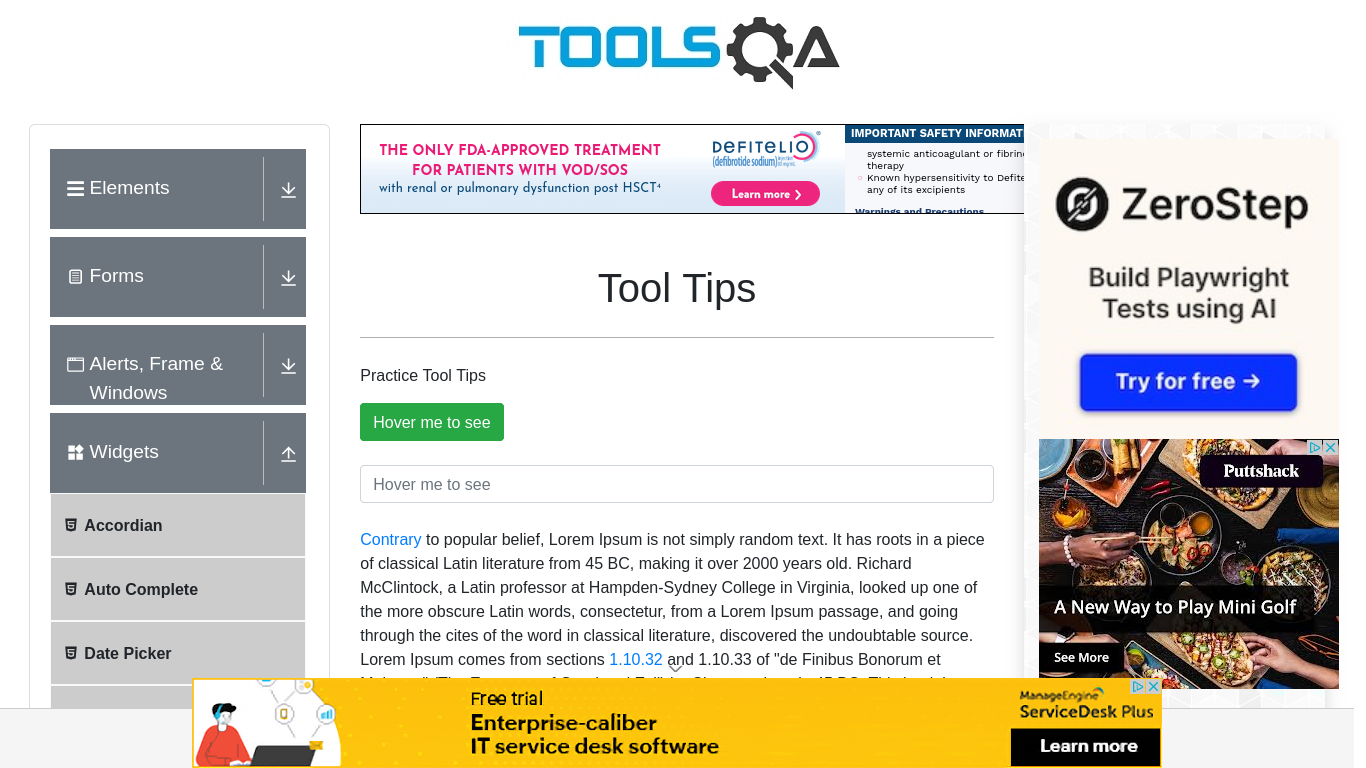 TOOLSQA
Elements
Forms
Alerts, Frame &
Windows
Widgets
Accordian
Auto Complete
Date Picker
THE ONLY FDA-APPROVED TREATMENT
FOR PATIENTS WITH VOD/SOS
with renal or pulmonary dysfunction post HSCT⁴
DEFITELIO®
(defibrotide sodium)
Learn more
IMPORTANT SAFETY INFORMAT
systemic anticoagulant or fibrin
therapy
Known hypersensitivity to Defite
any of its excipients
Warnings and Precautions
Tool Tips
Practice Tool Tips
Hover me to see
Hover me to see
Contrary to popular belief, Lorem Ipsum is not simply random text. It has roots in a piece
of classical Latin literature from 45 BC, making it over 2000 years old. Richard
McClintock, a Latin professor at Hampden-Sydney College in Virginia, looked up one of
the more obscure Latin words, consectetur, from a Lorem Ipsum passage, and going
through the cites of the word in classical literature, discovered the undoubtable source.
Lorem Ipsum comes from sections 1.10.32 and 1.10.33 of "de Finibus Bonorum et
ZeroStep
Build Playwright
Tests using AI
Try for free →
Puttshack
A New Way to Play Mini Golf
See More
Free trial
Enterprise-caliber
IT service desk software
ManageEngine
ServiceDesk Plus
Learn more